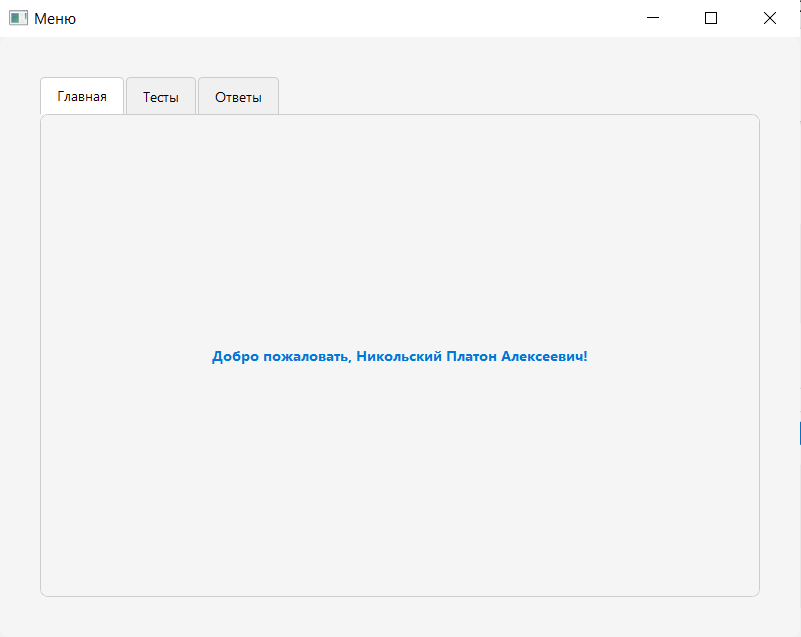 Меню
Главная
Тесты
Ответы
Добро пожаловать, Никольский Платон Алексеевич!